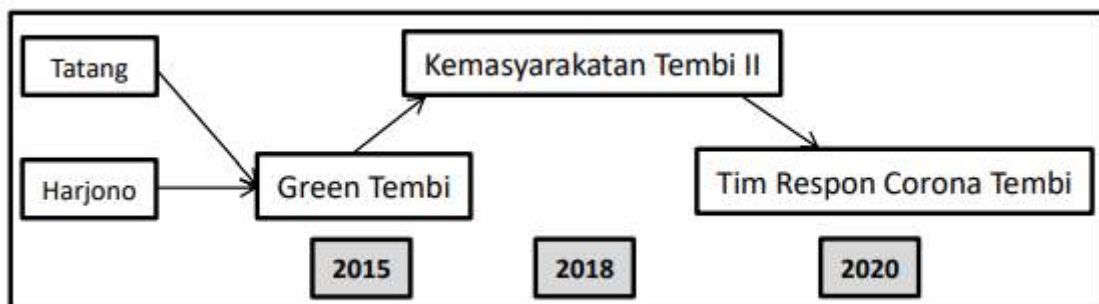 Tatang
Kemasyarakatan Tembi II
Harjono
Green Tembi
Tim Respon Corona Tembi
2015
2018
2020